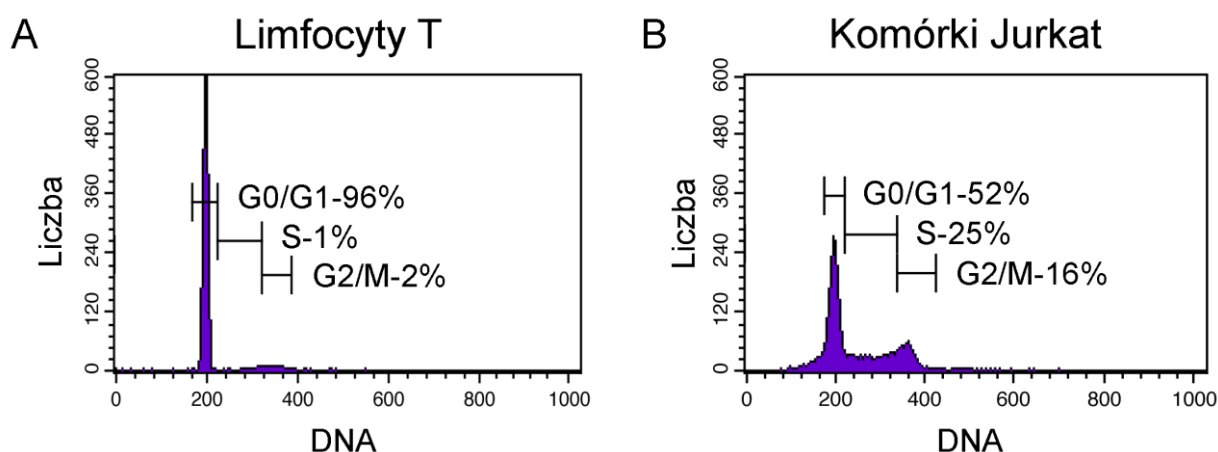 A
Limfocyty T
Liczba
600
480
360
240
120
0
G0/G1-96%
S-1%
G2/M-2%
0 200 400 600 800 1000
DNA
B
Komórki Jurkat
Liczba
600
480
360
240
120
0
G0/G1-52%
S-25%
G2/M-16%
0 200 400 600 800 1000
DNA